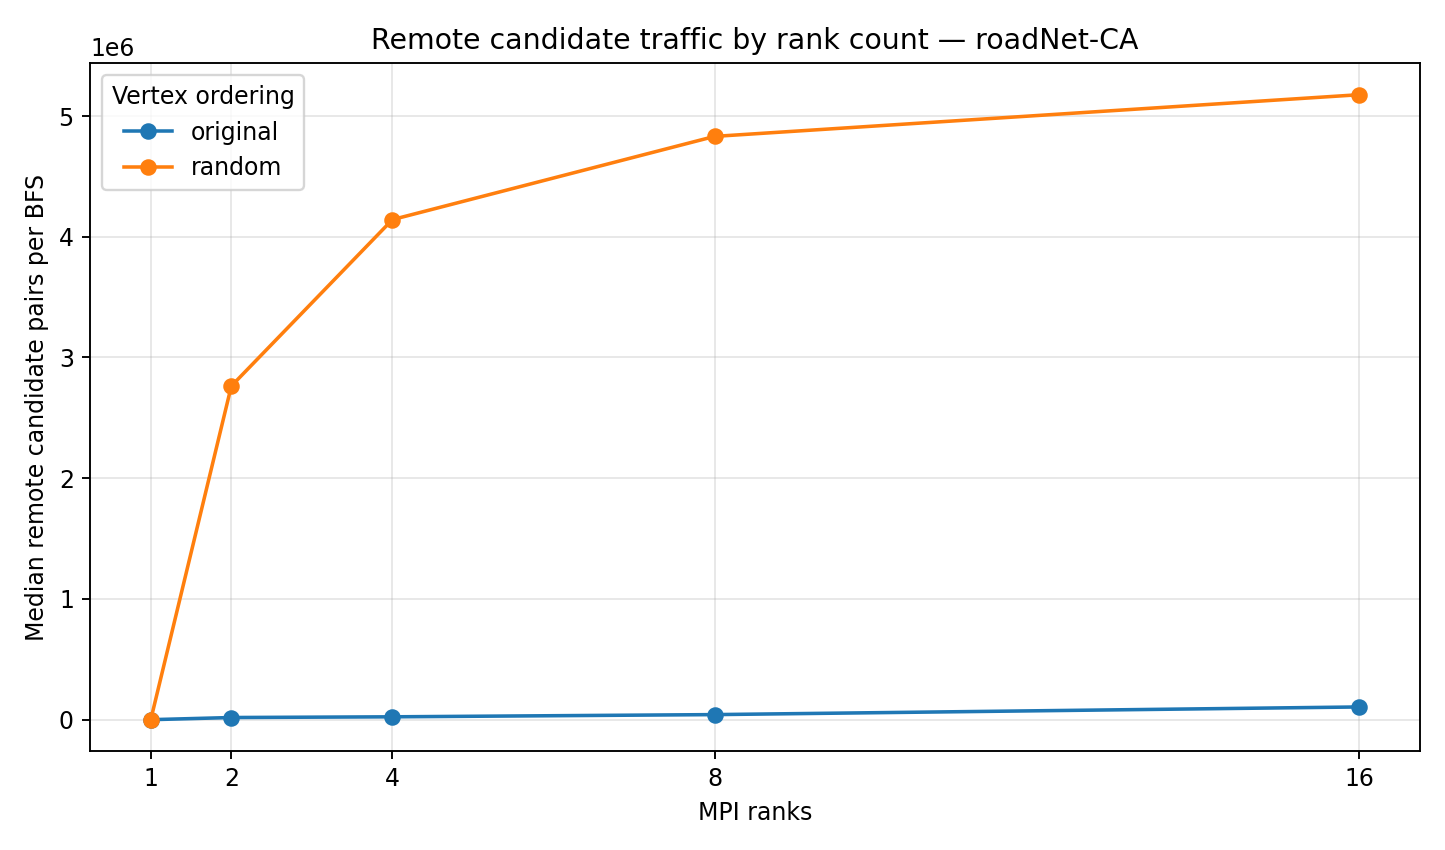 Remote candidate traffic by rank count — roadNet-CA
1e6
Vertex ordering
original
random
5
4
3
2
1
0
Median remote candidate pairs per BFS
1 2 4 8 16
MPI ranks